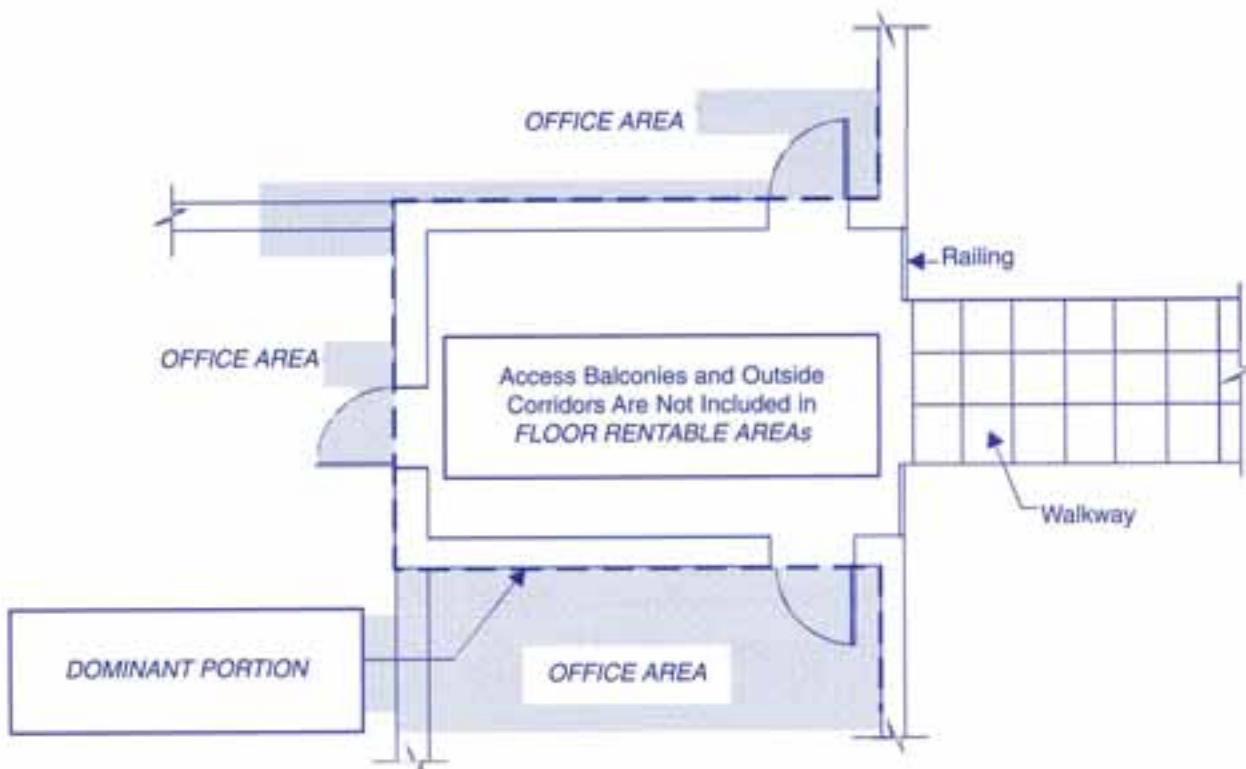 OFFICE AREA
Railing
OFFICE AREA
Access Balconies and Outside
Corridors Are Not Included in
FLOOR RENTABLE AREAs
Walkway
DOMINANT PORTION
OFFICE AREA